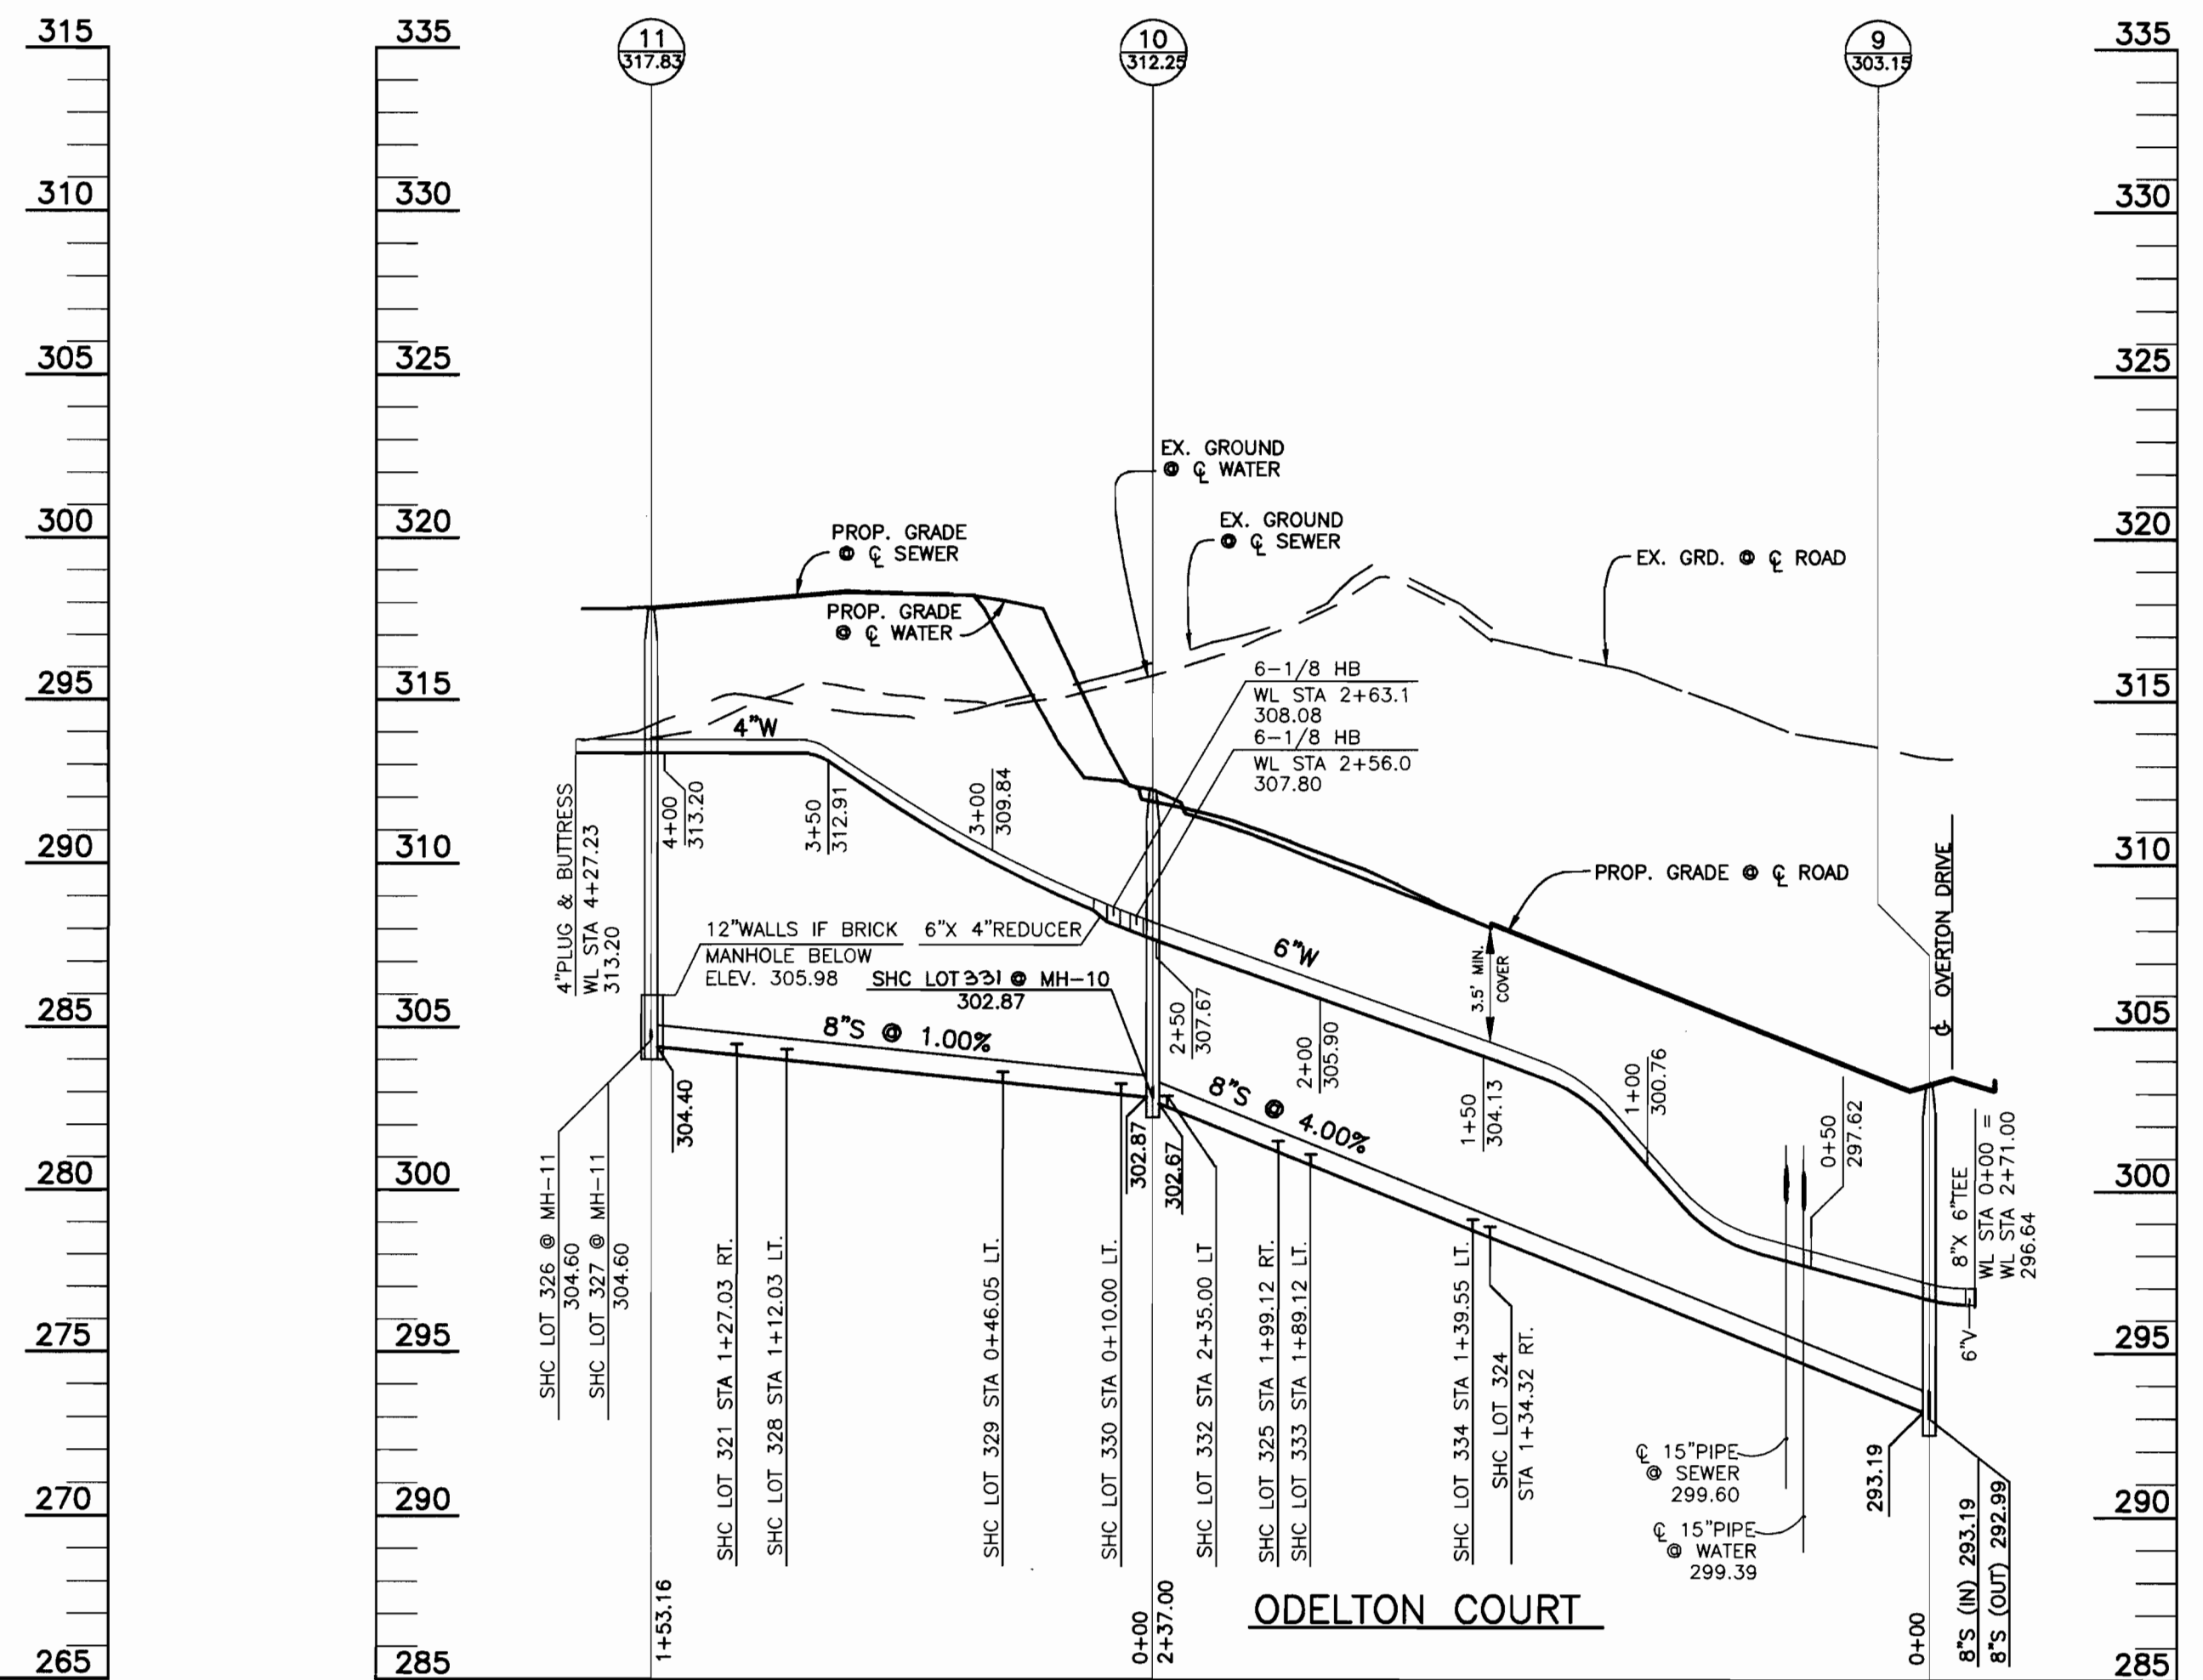 315
310
305
300
295
290
285
280
275
270
265
335
330
325
320
315
310
305
300
295
290
285
11
317.83
10
312.25
9
303.15
335
330
325
320
315
310
305
300
295
290
285
EX. GROUND
@ ℄ WATER
EX. GROUND
@ ℄ SEWER
PROP. GRADE
@ ℄ SEWER
EX. GRD. @ ℄ ROAD
PROP. GRADE
@ ℄ WATER
6-1/8 HB
WL STA 2+63.1
308.08
6-1/8 HB
WL STA 2+56.0
307.80
4"W
4"PLUG & BUTTRESS
WL STA 4+27.23
313.20
4+00
313.20
3+50
312.91
3+00
309.84
PROP. GRADE @ ℄ ROAD
℄ OVERTON DRIVE
12"WALLS IF BRICK
MANHOLE BELOW
ELEV. 305.98
6"X 4"REDUCER
SHC LOT 331 @ MH-10
302.87
6"W
3.5' MIN.
COVER
8"S @ 1.00%
8"S @ 4.00%
2+50
307.67
2+00
305.90
1+50
304.13
1+00
300.76
0+50
297.62
8"X 6"TEE
WL STA 0+00 =
WL STA 2+71.00
296.64
6"V
304.40
302.87
302.67
SHC LOT 326 @ MH-11
304.60
SHC LOT 327 @ MH-11
304.60
SHC LOT 321 STA 1+27.03 RT.
SHC LOT 328 STA 1+12.03 LT.
SHC LOT 329 STA 0+46.05 LT.
SHC LOT 330 STA 0+10.00 LT.
SHC LOT 332 STA 2+35.00 LT
SHC LOT 325 STA 1+99.12 RT.
SHC LOT 333 STA 1+89.12 LT.
SHC LOT 334 STA 1+39.55 LT.
SHC LOT 324
STA 1+34.32 RT.
℄ 15"PIPE
@ SEWER
299.60
℄ 15"PIPE
@ WATER
299.39
293.19
8"S (IN) 293.19
8"S (OUT) 292.99
1+53.16
0+00
2+37.00
0+00
ODELTON COURT